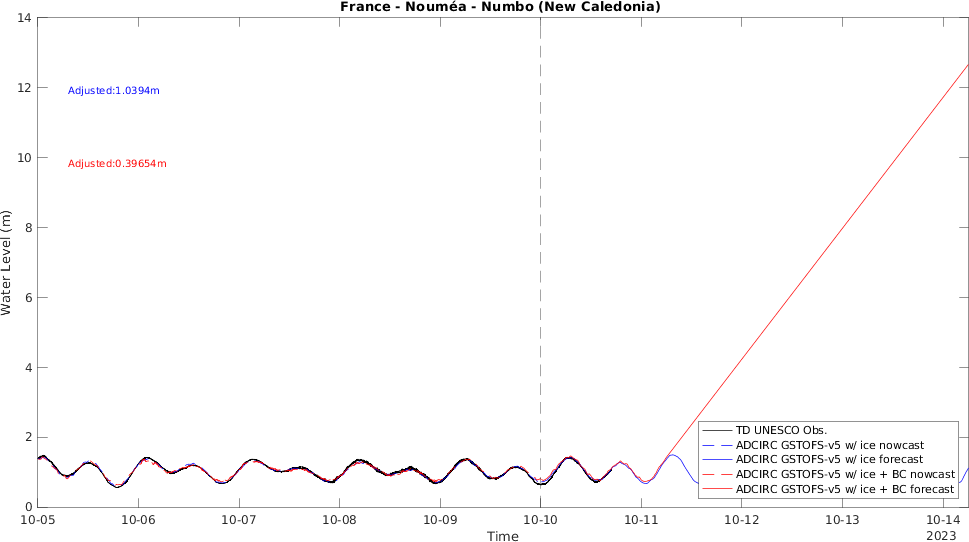 France - Nouméa - Numbo (New Caledonia)
14
12
10
8
6
4
2
0
Water Level (m)
Adjusted:1.0394m
Adjusted:0.39654m
TD UNESCO Obs.
ADCIRC GSTOFS-v5 w/ ice nowcast
ADCIRC GSTOFS-v5 w/ ice forecast
ADCIRC GSTOFS-v5 w/ ice + BC nowcast
ADCIRC GSTOFS-v5 w/ ice + BC forecast
10-05 10-06 10-07 10-08 10-09 10-10 10-11 10-12 10-13 10-14
2023
Time